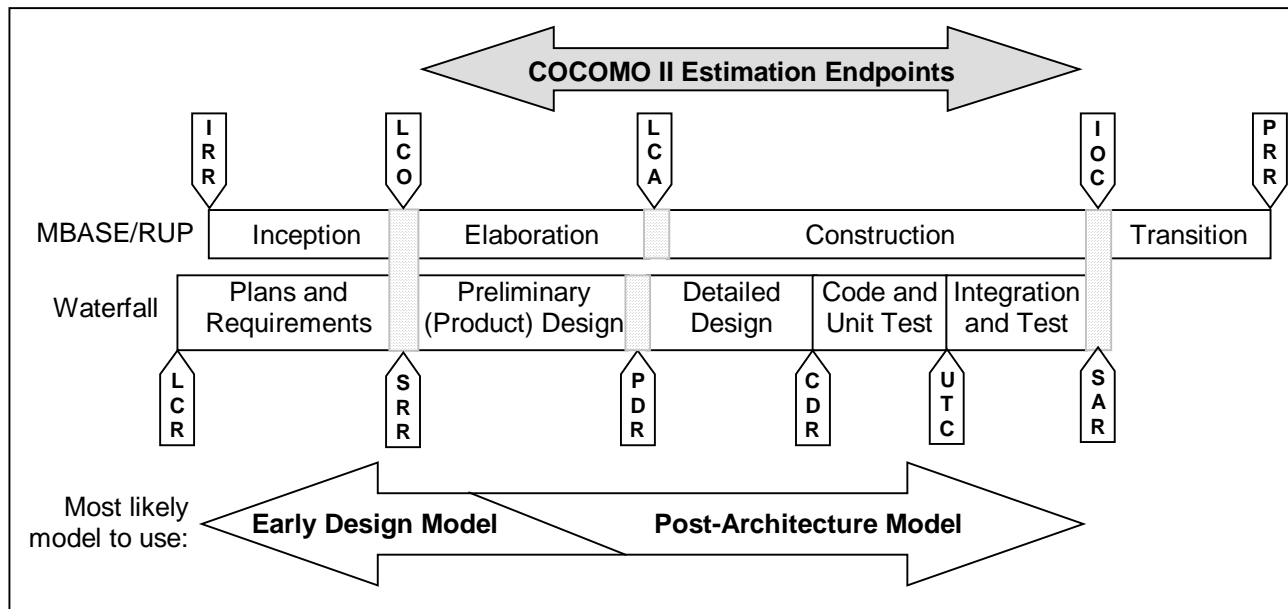 COCOMO II Estimation Endpoints
IRR
LCO
LCA
IOC
PRR
MBASE/RUP
Inception
Elaboration
Construction
Transition
Waterfall
Plans and
Requirements
Preliminary
(Product) Design
Detailed
Design
Code and
Unit Test
Integration
and Test
LCR
SRR
PDR
CDR
UTC
SAR
Most likely
model to use:
Early Design Model
Post-Architecture Model